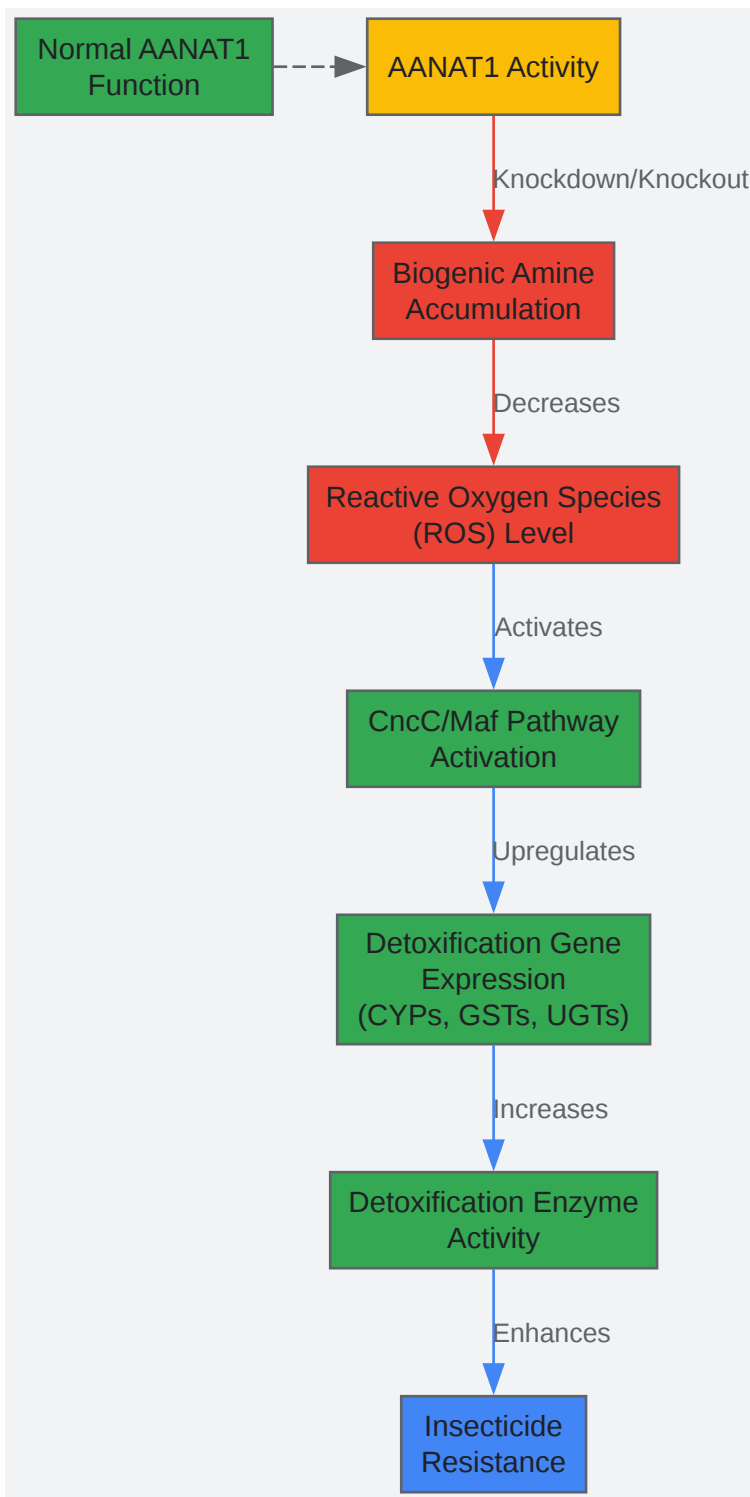 Normal AANAT1
Function
AANAT1 Activity
Knockdown/Knockout
Biogenic Amine
Accumulation
Decreases
Reactive Oxygen Species
(ROS) Level
Activates
CncC/Maf Pathway
Activation
Upregulates
Detoxification Gene
Expression
(CYPs, GSTs, UGTs)
Increases
Detoxification Enzyme
Activity
Enhances
Insecticide
Resistance